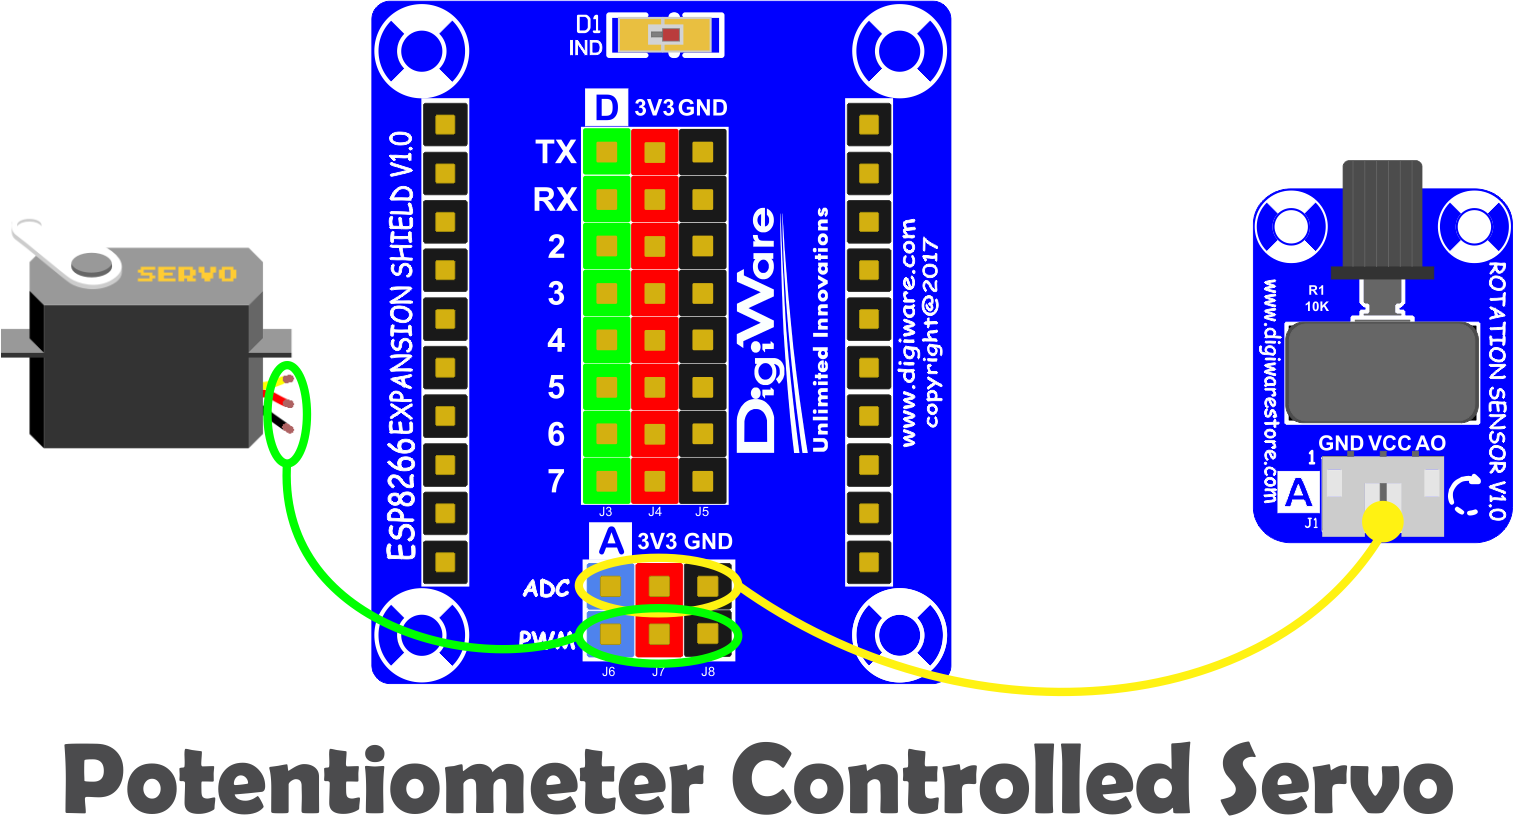 D1
IND
D 3V3 GND
TX
RX
2
3
4
5
6
7
J3 J4 J5
A 3V3 GND
ADC
PWM
J6 J7 J8
ESP8266 EXPANSION SHIELD V1.0
DigiWare
Unlimited Innovations
www.digiware.com
copyright@2017
SERVO
R1
10K
www.digiwarestore.com
ROTATION SENSOR V1.0
GND VCC AO
1
A
J1
Potentiometer Controlled Servo